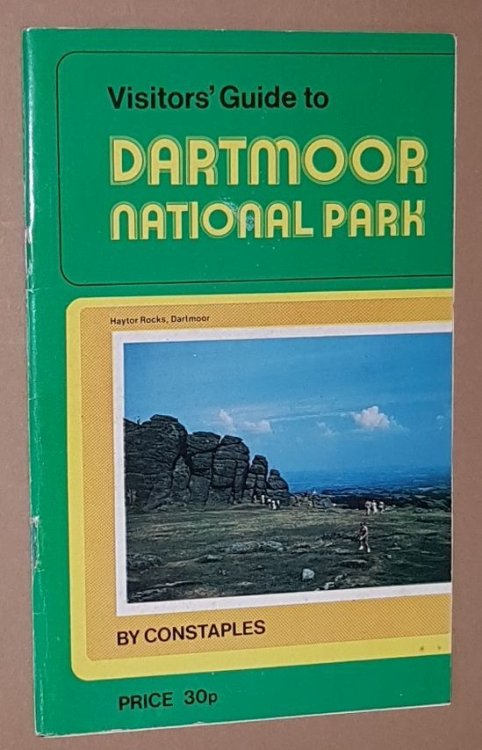 Visitors' Guide to
DARTMOOR
NATIONAL PARK
Haytor Rocks, Dartmoor
BY CONSTAPLES
PRICE 30p